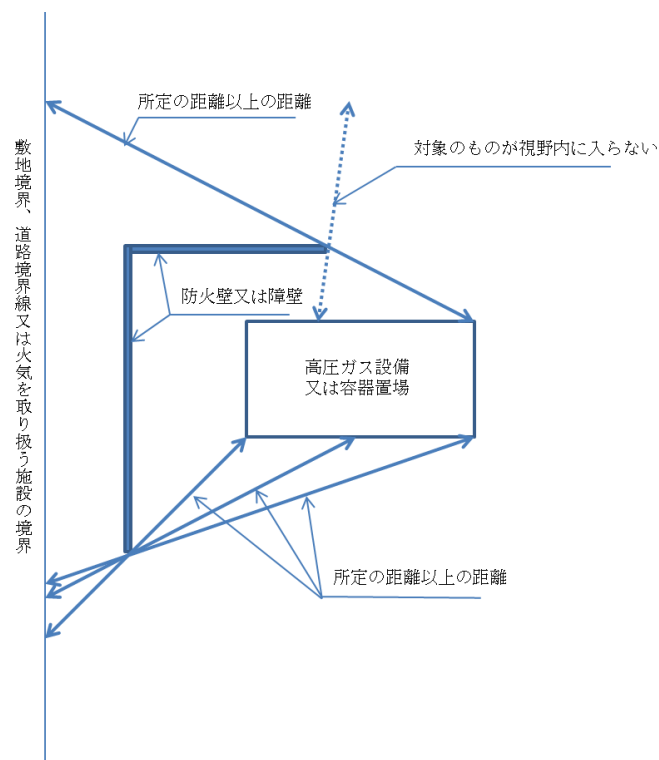 所定の距離以上の距離
対象のものが視野内に入らない
敷地境界、道路境界線又は火気を取り扱う施設の境界
防火壁又は障壁
高圧ガス設備
又は容器置場
所定の距離以上の距離